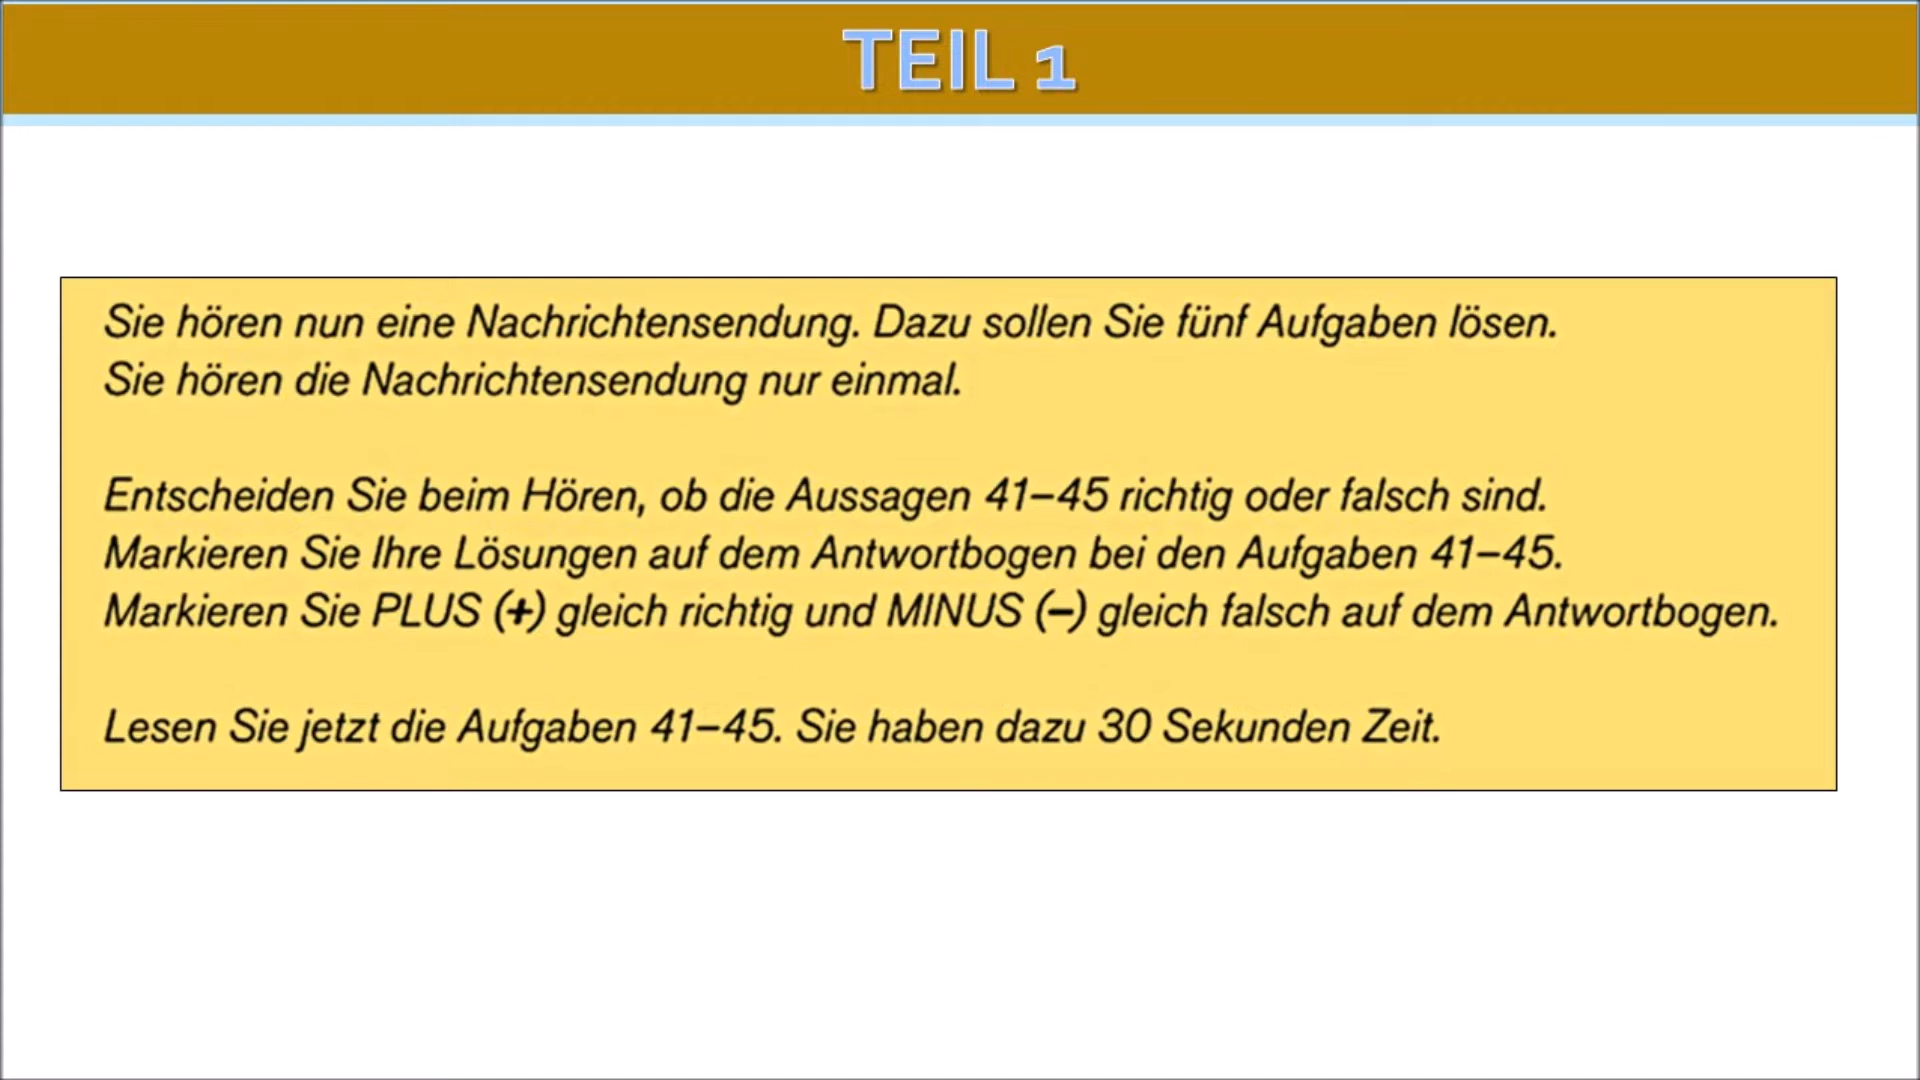 TEIL 1
Sie hören nun eine Nachrichtensendung. Dazu sollen Sie fünf Aufgaben lösen.
Sie hören die Nachrichtensendung nur einmal.
Entscheiden Sie beim Hören, ob die Aussagen 41–45 richtig oder falsch sind.
Markieren Sie Ihre Lösungen auf dem Antwortbogen bei den Aufgaben 41–45.
Markieren Sie PLUS (+) gleich richtig und MINUS (–) gleich falsch auf dem Antwortbogen.
Lesen Sie jetzt die Aufgaben 41–45. Sie haben dazu 30 Sekunden Zeit.